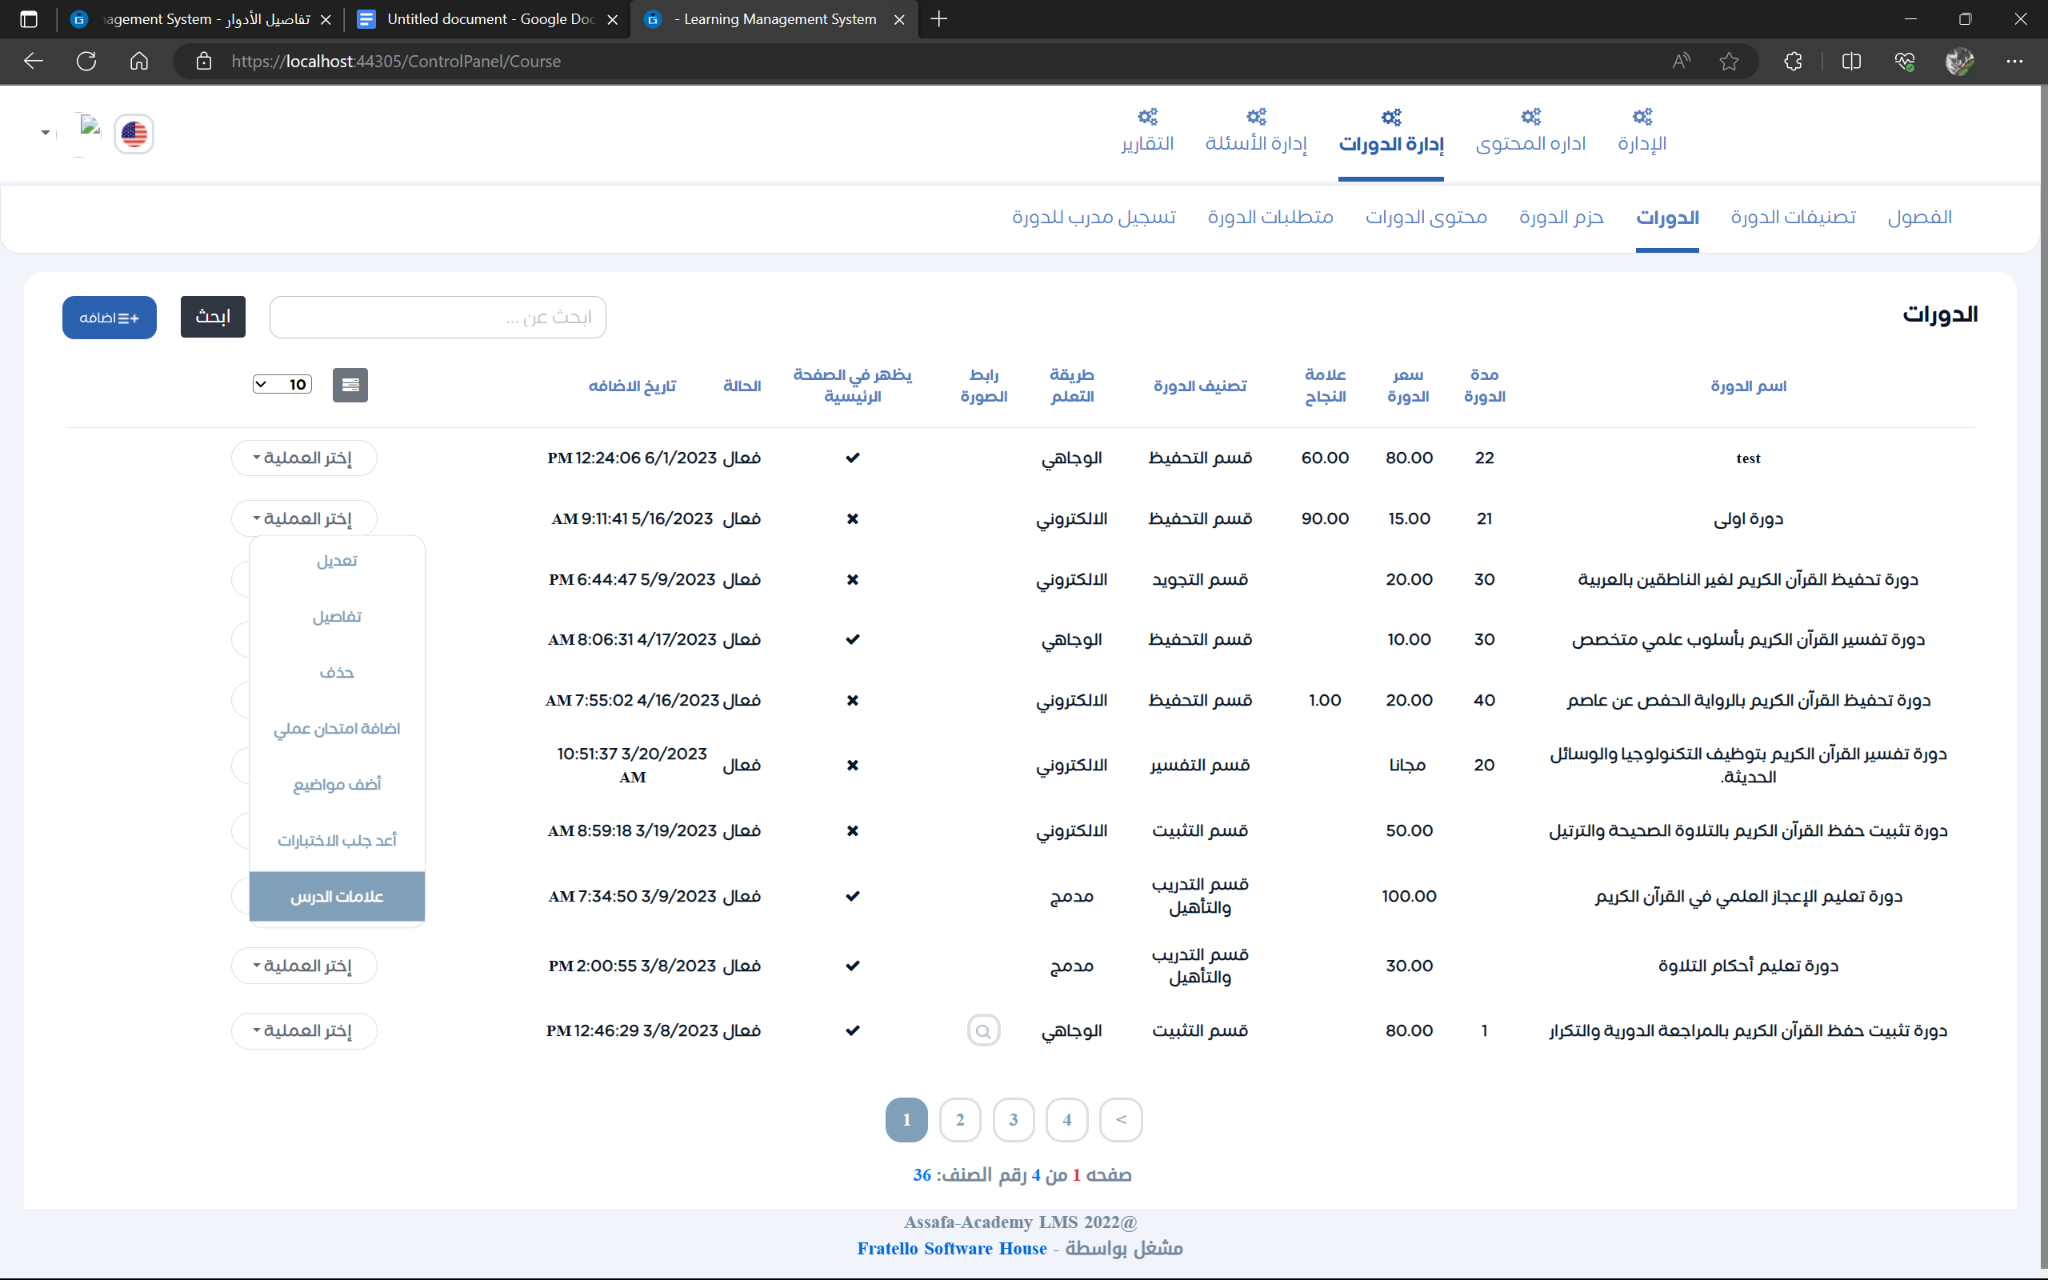 agement System - تفاصيل الأدوار
Untitled document - Google Doc
- Learning Management System
https://localhost:44305/ControlPanel/Course
الإدارة
اداره المحتوى
إدارة الدورات
إدارة الأسئلة
التقارير
الفصول
تصنيفات الدورة
الدورات
حزم الدورة
محتوى الدورات
متطلبات الدورة
تسجيل مدرب للدورة
الدورات
ابحث عن ...
ابحث
اضافه
اسم الدورة مدة الدورة سعر الدورة علامة النجاح تصنيف الدورة طريقة التعلم رابط الصورة يظهر في الصفحة الرئيسية الحالة تاريخ الاضافه 10
test 22 80.00 60.00 قسم التحفيظ الوجاهي فعال 6/1/2023 12:24:06 PM إختر العملية
دورة اولى 21 15.00 90.00 قسم التحفيظ الالكتروني فعال 5/16/2023 9:11:41 AM إختر العملية
تعديل
تفاصيل
حذف
اضافة امتحان عملي
أضف مواضيع
أعد جلب الاختبارات
علامات الدرس
دورة تحفيظ القرآن الكريم لغير الناطقين بالعربية 30 20.00 قسم التجويد الالكتروني فعال 5/9/2023 6:44:47 PM
دورة تفسير القرآن الكريم بأسلوب علمي متخصص 30 10.00 قسم التحفيظ الوجاهي فعال 4/17/2023 8:06:31 AM
دورة تحفيظ القرآن الكريم بالرواية الحفص عن عاصم 40 20.00 1.00 قسم التحفيظ الالكتروني فعال 4/16/2023 7:55:02 AM
دورة تفسير القرآن الكريم بتوظيف التكنولوجيا والوسائل الحديثة. 20 مجانا قسم التفسير الالكتروني فعال 3/20/2023 10:51:37 AM
دورة تثبيت حفظ القرآن الكريم بالتلاوة الصحيحة والترتيل 50.00 قسم التثبيت الالكتروني فعال 3/19/2023 8:59:18 AM
دورة تعليم الإعجاز العلمي في القرآن الكريم 100.00 قسم التدريب والتأهيل مدمج فعال 3/9/2023 7:34:50 AM
دورة تعليم أحكام التلاوة 30.00 قسم التدريب والتأهيل مدمج فعال 3/8/2023 2:00:55 PM إختر العملية
دورة تثبيت حفظ القرآن الكريم بالمراجعة الدورية والتكرار 1 80.00 قسم التثبيت الوجاهي فعال 3/8/2023 12:46:29 PM إختر العملية
1 2 3 4 >
صفحه 1 من 4 رقم الصنف: 36
Assafa-Academy LMS 2022@
مشغل بواسطة - Fratello Software House